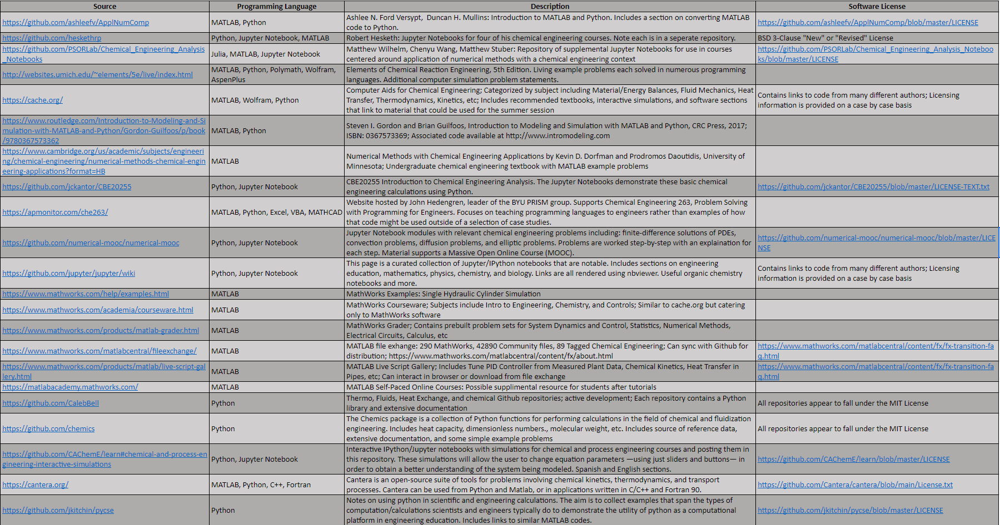 Source Programming Language Description Software License
https://github.com/ashleefv/ApplNumComp MATLAB, Python Ashlee N. Ford Versypt,  Duncan H. Mullins: Introduction to MATLAB and Python. Includes a section on converting MATLAB
code to Python. https://github.com/ashleefv/ApplNumComp/blob/master/LICENSE
https://github.com/heskethrp Python, Jupyter Notebook, MATLAB Robert Hesketh: Jupyter Notebooks for four of his chemical engineering courses. Note each is in a seperate repository. BSD 3-Clause "New" or "Revised" License
https://github.com/PSORLab/Chemical_Engineering_Analysis
_Notebooks
Julia, MATLAB, Jupyter Notebook
Matthew Wilhelm, Chenyu Wang, Matthew Stuber: Repository of supplemental Jupyter Notebooks for use in courses
centered around application of numerical methods with a chemical engineering context
https://github.com/PSORLab/Chemical_Engineering_Analysis_Noteboo
ks/blob/master/LICENSE
http://websites.umich.edu/~elements/5e/live/index.html
MATLAB, Python, Polymath, Wolfram,
AspenPlus
Elements of Chemical Reaction Engineering, 5th Edition. Living example problems each solved in numerous programming
languages. Additional computer simulation problem statements.
https://cache.org/
MATLAB, Wolfram, Python
Computer Aids for Chemical Engineering; Categorized by subject including Material/Energy Balances, Fluid Mechanics, Heat
Transfer, Thermodynamics, Kinetics, etc; Includes recommended textbooks, interactive simulations, and software sections
that link to material that could be used for the summer session
Contains links to code from many different authors; Licensing
information is provided on a case by case basis
https://www.routledge.com/Introduction-to-Modeling-and-Si
mulation-with-MATLAB-and-Python/Gordon-Guilfoos/p/book
/9780367573362
MATLAB, Python
Steven I. Gordon and Brian Guilfoos, Introduction to Modeling and Simulation with MATLAB and Python, CRC Press, 2017;
ISBN: 0367573369; Associated code available at http://www.intromodeling.com
https://www.cambridge.org/us/academic/subjects/engineeri
ng/chemical-engineering/numerical-methods-chemical-engin
eering-applications?format=HB
MATLAB
Numerical Methods with Chemical Engineering Applications by Kevin D. Dorfman and Prodromos Daoutidis, University of
Minnesota; Undergraduate chemical engineering textbook with MATLAB example problems
https://github.com/jckantor/CBE20255
Python, Jupyter Notebook
CBE20255 Introduction to Chemical Engineering Analysis. The Jupyter Notebooks demonstrate these basic chemical
engineering calculations using Python.
https://github.com/jckantor/CBE20255/blob/master/LICENSE-TEXT.txt
https://apmonitor.com/che263/
MATLAB, Python, Excel, VBA, MATHCAD
Website hosted by John Hedengren, leader of the BYU PRISM group. Supports Chemical Engineering 263, Problem Solving
with Programming for Engineers. Focuses on teaching programming languages to engineers rather than examples of how
that code might be used outside of a selection of case studies.
https://github.com/numerical-mooc/numerical-mooc
Python, Jupyter Notebook
Jupyter Notebook modules with relevant chemical engineering problems including: finite-difference solutions of PDEs,
convection problems, diffusion problems, and elliptic problems. Problems are worked step-by-step with an explaination for
each step. Material supports a Massive Open Online Course (MOOC).
https://github.com/numerical-mooc/numerical-mooc/blob/master/LICE
NSE
https://github.com/jupyter/jupyter/wiki
Python, Jupyter Notebook
This page is a curated collection of Jupyter/IPython notebooks that are notable. Includes sections on engineering
education, mathematics, physics, chemistry, and biology. Links are all rendered using nbviewer. Useful organic chemistry
notebooks and more.
Contains links to code from many different authors; Licensing
information is provided on a case by case basis
https://www.mathworks.com/help/examples.html MATLAB MathWorks Examples: Single Hydraulic Cylinder Simulation
https://www.mathworks.com/academia/courseware.html
MATLAB
MathWorks Courseware; Subjects include Intro to Engineering, Chemistry, and Controls; Similar to cache.org but catering
only to MathWorks software
https://www.mathworks.com/products/matlab-grader.html
MATLAB
MathWorks Grader; Contains prebuilt problem sets for System Dynamics and Control, Statistics, Numerical Methods,
Electrical Circuits, Calculus, etc
https://www.mathworks.com/matlabcentral/fileexchange/
MATLAB
MATLAB file exhange: 290 MathWorks, 42890 Community files, 89 Tagged Chemical Engineering; Can sync with Github for
distribution; https://www.mathworks.com/matlabcentral/content/fx/about.html
https://www.mathworks.com/matlabcentral/content/fx/fx-transition-fa
q.html
https://www.mathworks.com/products/matlab/live-script-gal
lery.html
MATLAB
MATLAB Live Script Gallery; Includes Tune PID Controller from Measured Plant Data, Chemical Kinetics, Heat Transfer in
Pipes, etc; Can interact in browser or download from file exchange
https://www.mathworks.com/matlabcentral/content/fx/fx-transition-fa
q.html
https://matlabacademy.mathworks.com/ MATLAB MATLAB Self-Paced Online Courses: Possible supplimental resource for students after tutorials
https://github.com/CalebBell
Python
Thermo, Fluids, Heat Exchange, and chemical Github repositories; active development; Each repository contains a Python
library and extensive documentation
All repositories appear to fall under the MIT License
https://github.com/chemics
Python
The Chemics package is a collection of Python functions for performing calculations in the field of chemical and fluidization
engineering. Includes heat capacity, dimensionless numbers., molecular weight, etc. Includes source of reference data,
extensive documentation, and some simple example problems
All repositories appear to fall under the MIT License
https://github.com/CAChemE/learn#chemical-and-process-en
gineering-interactive-simulations
Python, Jupyter Notebook
Interactive IPython/Jupyter notebooks with simulations for chemical and process engineering courses and posting them in
this repository. These simulations will allow the user to change equation parameters —using just sliders and buttons— in
order to obtain a better understanding of the system being modeled. Spanish and English sections.
https://github.com/CAChemE/learn/blob/master/LICENSE
https://cantera.org/
MATLAB, Python, C++, Fortran
Cantera is an open-source suite of tools for problems involving chemical kinetics, thermodynamics, and transport
processes. Cantera can be used from Python and Matlab, or in applications written in C/C++ and Fortran 90.
https://github.com/Cantera/cantera/blob/main/License.txt
https://github.com/jkitchin/pycse
Python
Notes on using python in scientific and engineering calculations. The aim is to collect examples that span the types of
computation/calculations scientists and engineers typically do to demonstrate the utility of python as a computational
platform in engineering education. Includes links to similar MATLAB codes.
https://github.com/jkitchin/pycse/blob/master/LICENSE